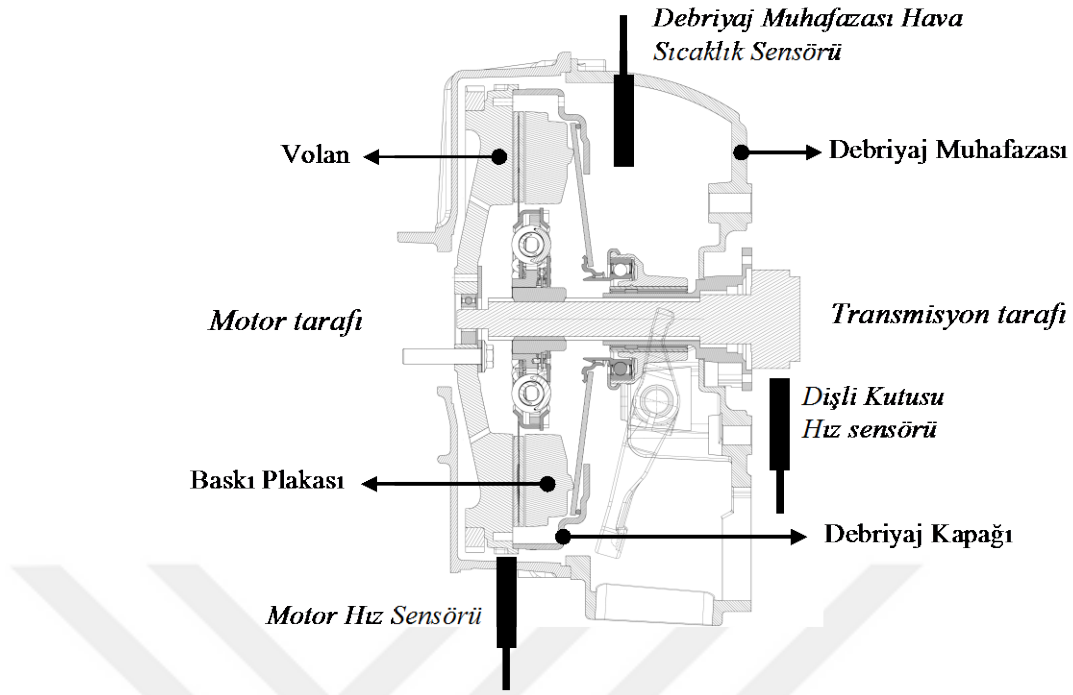 Debriyaj Muhafazası Hava
Sıcaklık Sensörü
Volan
Debriyaj Muhafazası
Motor tarafı
Transmisyon tarafı
Dişli Kutusu
Hız sensörü
Baskı Plakası
Debriyaj Kapağı
Motor Hız Sensörü